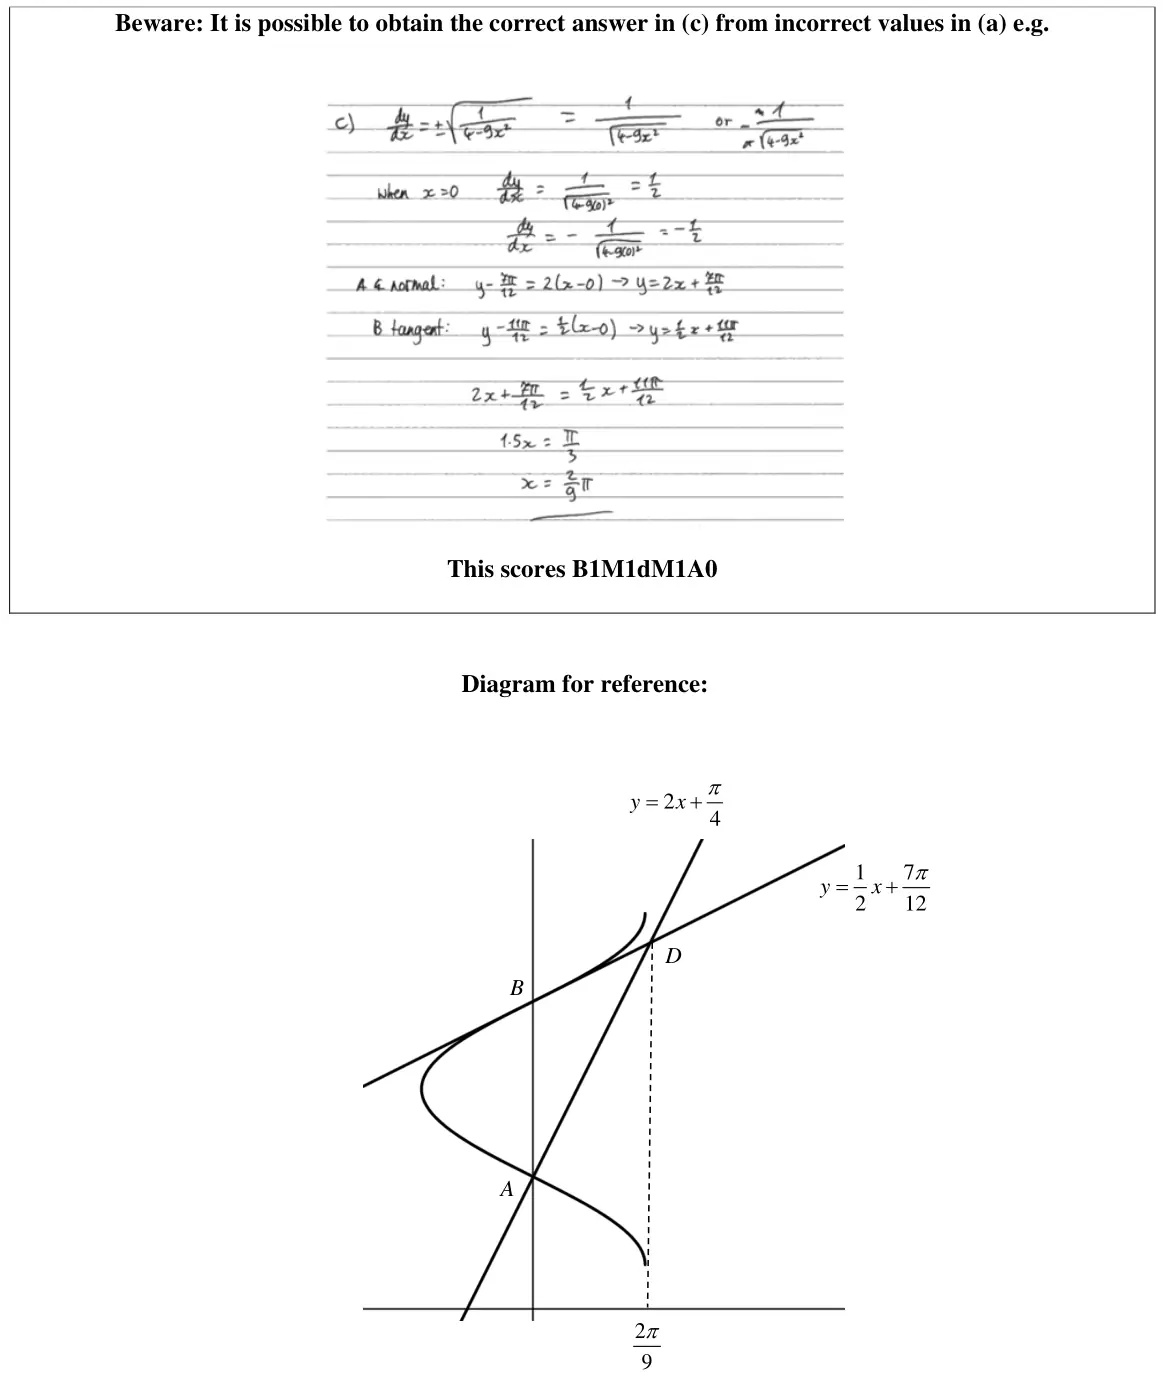 Beware: It is possible to obtain the correct answer in (c) from incorrect values in (a) e.g.
c) dy/dx = ±√(1/(4-9x²)) = 1/√(4-9x²) or -1/√(4-9x²)
when x=0 dy/dx = 1/√(4-9(0)²) = 1/2
dy/dx = - 1/√(4-9(0)²) = -1/2
A & normal: y - 7π/12 = 2(x-0) → y = 2x + 7π/12
B tangent: y - 11π/12 = 1/2(x-0) → y = 1/2 x + 11π/12
2x + 7π/12 = 1/2 x + 11π/12
1.5x = π/3
x = 2/9 π
This scores B1M1dM1A0
Diagram for reference:
y = 2x + π/4
y = 1/2 x + 7π/12
D
B
A
2π/9